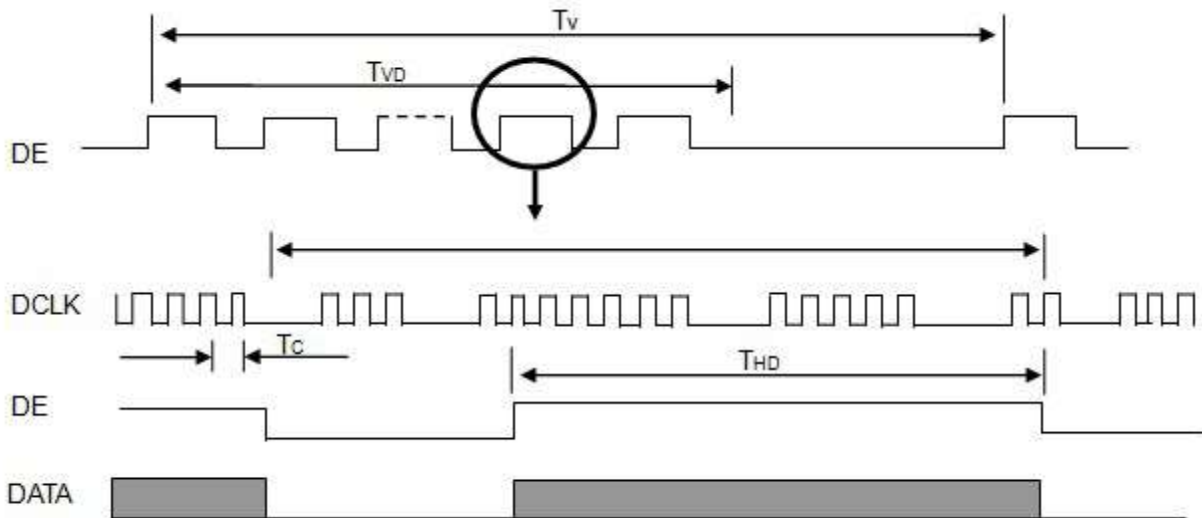 Tv
TVD
DE
DCLK
TC
THD
DE
DATA